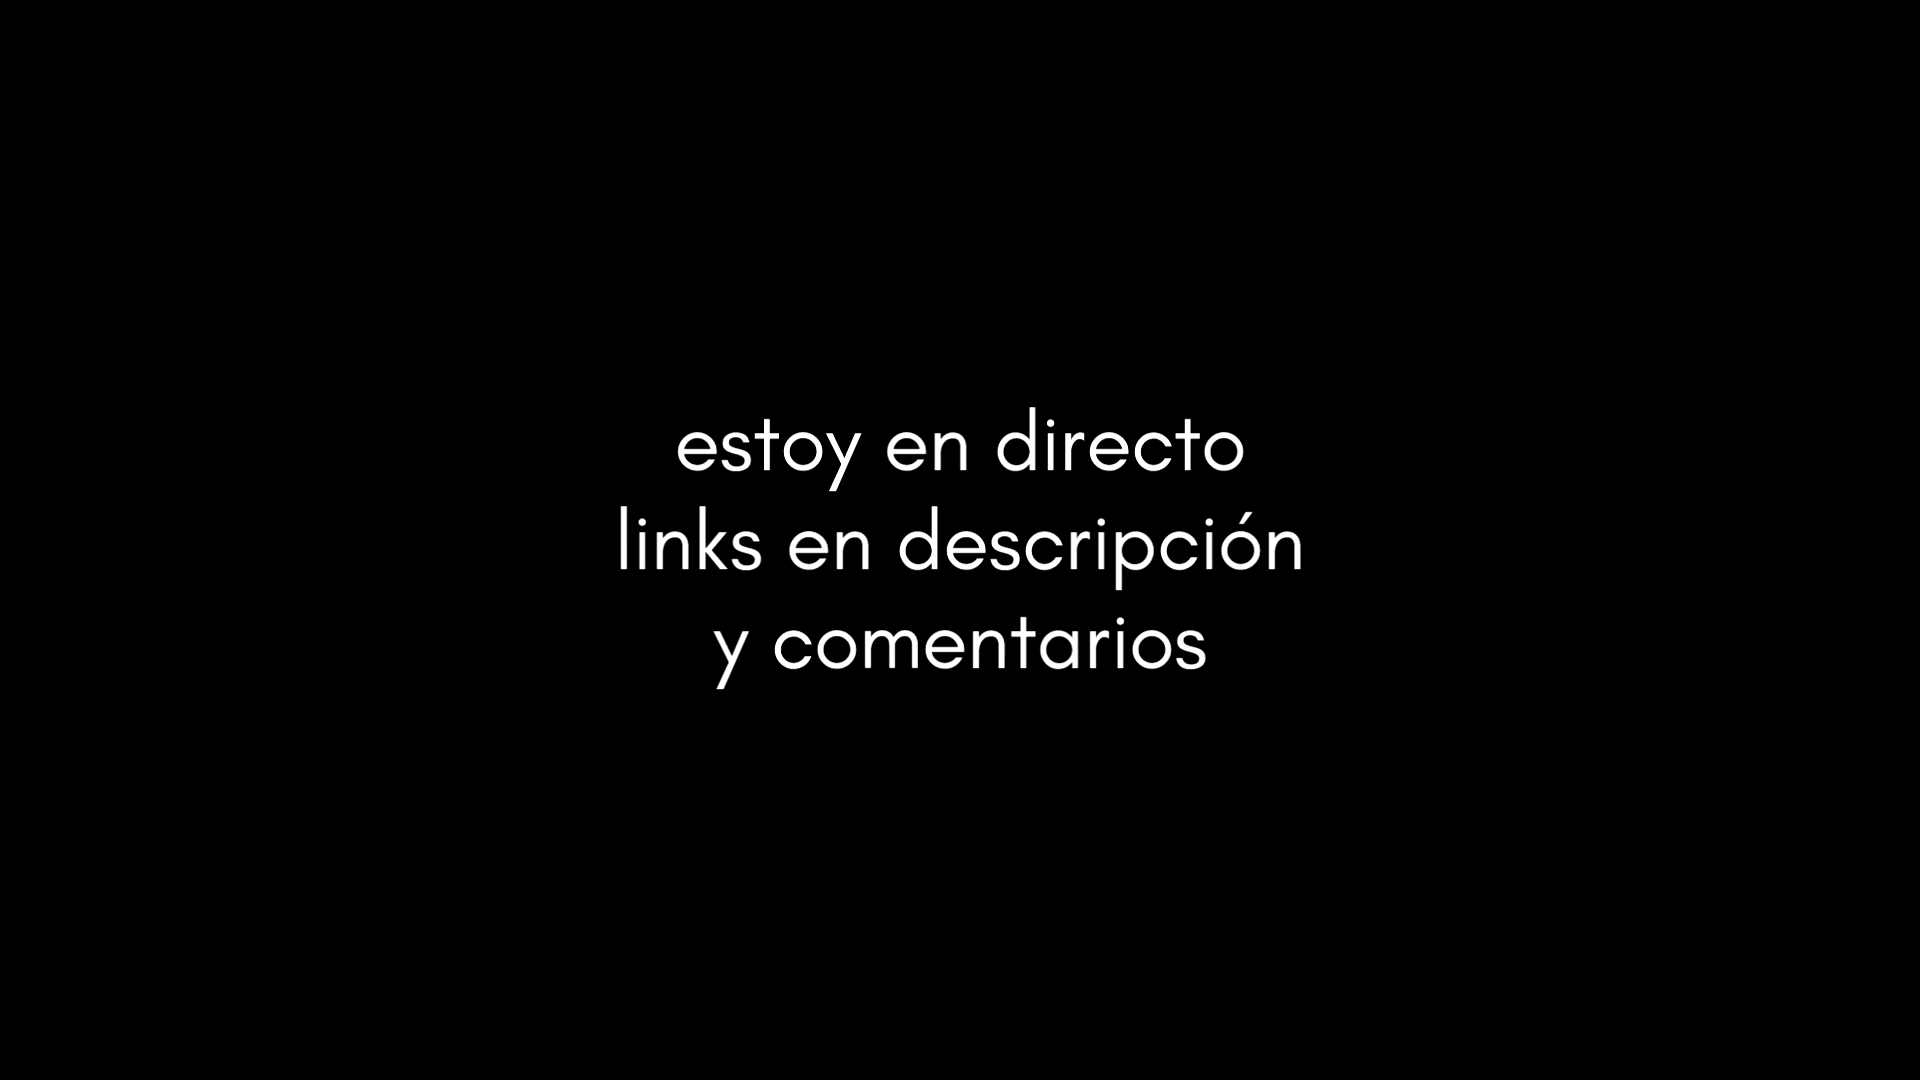 estoy en directo
links en descripción
y comentarios